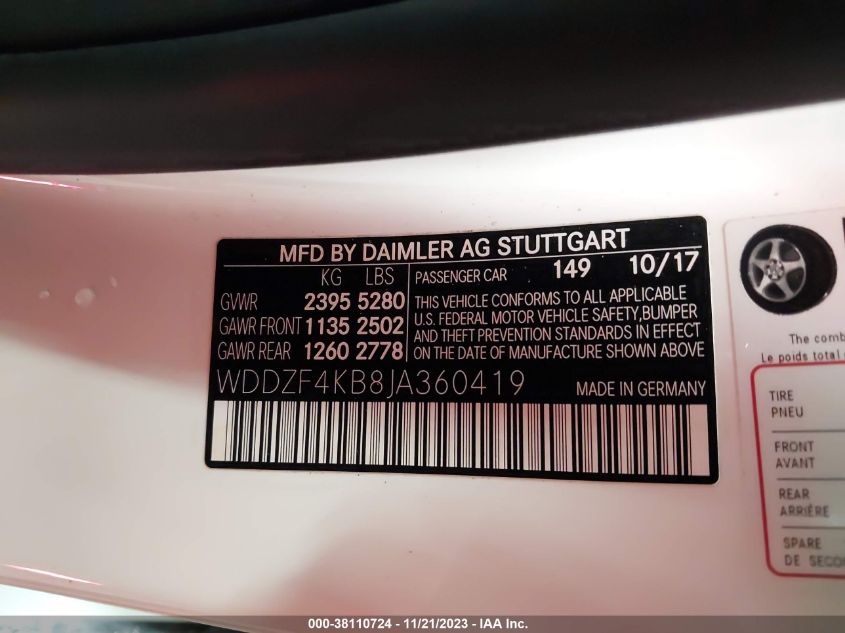 MFD BY DAIMLER AG STUTTGART
KG LBS
GVWR 2395 5280
GAWR FRONT 1135 2502
GAWR REAR 1260 2778
PASSENGER CAR 149 10/17
THIS VEHICLE CONFORMS TO ALL APPLICABLE
U.S. FEDERAL MOTOR VEHICLE SAFETY,BUMPER
AND THEFT PREVENTION STANDARDS IN EFFECT
ON THE DATE OF MANUFACTURE SHOWN ABOVE
WDDZF4KB8JA360419 MADE IN GERMANY
The comb
Le poids total
TIRE
PNEU
FRONT
AVANT
REAR
ARRIÈRE
SPARE
DE SECO
000-38110724 - 11/21/2023 - IAA Inc.